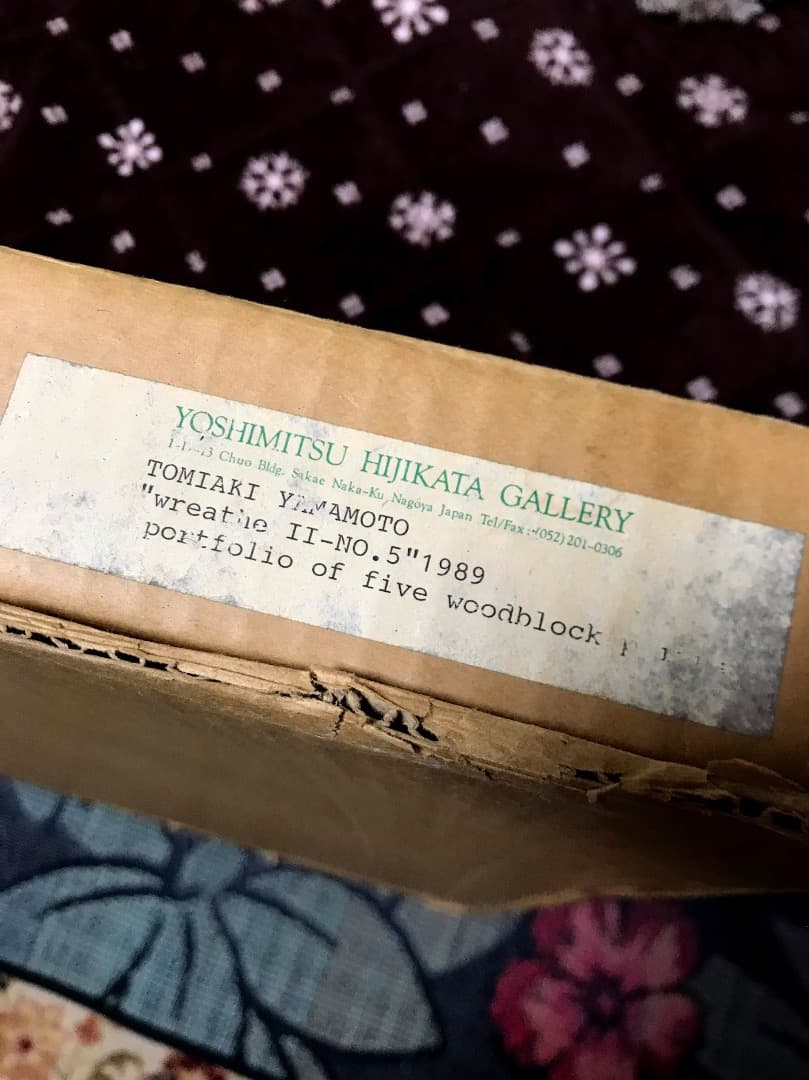 YOSHIMITSU HIJIKATA GALLERY
Chuo Bldg. Sakae Naka-Ku Nagoya Japan Tel/Fax:(052)201-0306
TOMIAKI YAMAMOTO
"wreathe II-NO.5"1989
portfolio of five woodblock